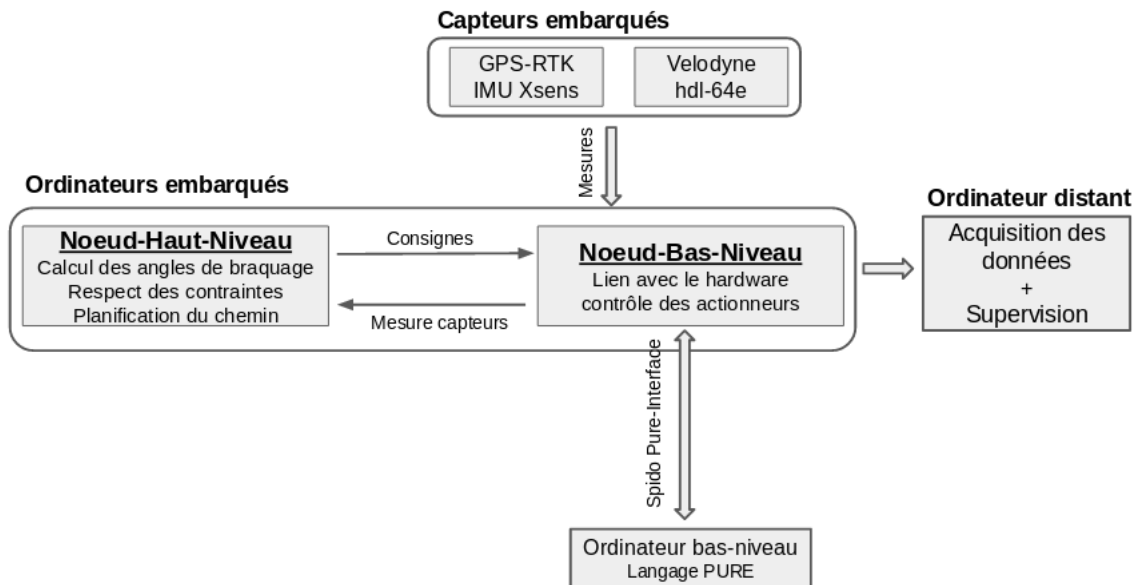 Capteurs embarqués
GPS-RTK
IMU Xsens
Velodyne
hdl-64e
Mesures
Ordinateurs embarqués
Noeud-Haut-Niveau
Calcul des angles de braquage
Respect des contraintes
Planification du chemin
Consignes
Mesure capteurs
Noeud-Bas-Niveau
Lien avec le hardware
contrôle des actionneurs
Ordinateur distant
Acquisition des
données
+
Supervision
Spido Pure-Interface
Ordinateur bas-niveau
Langage PURE